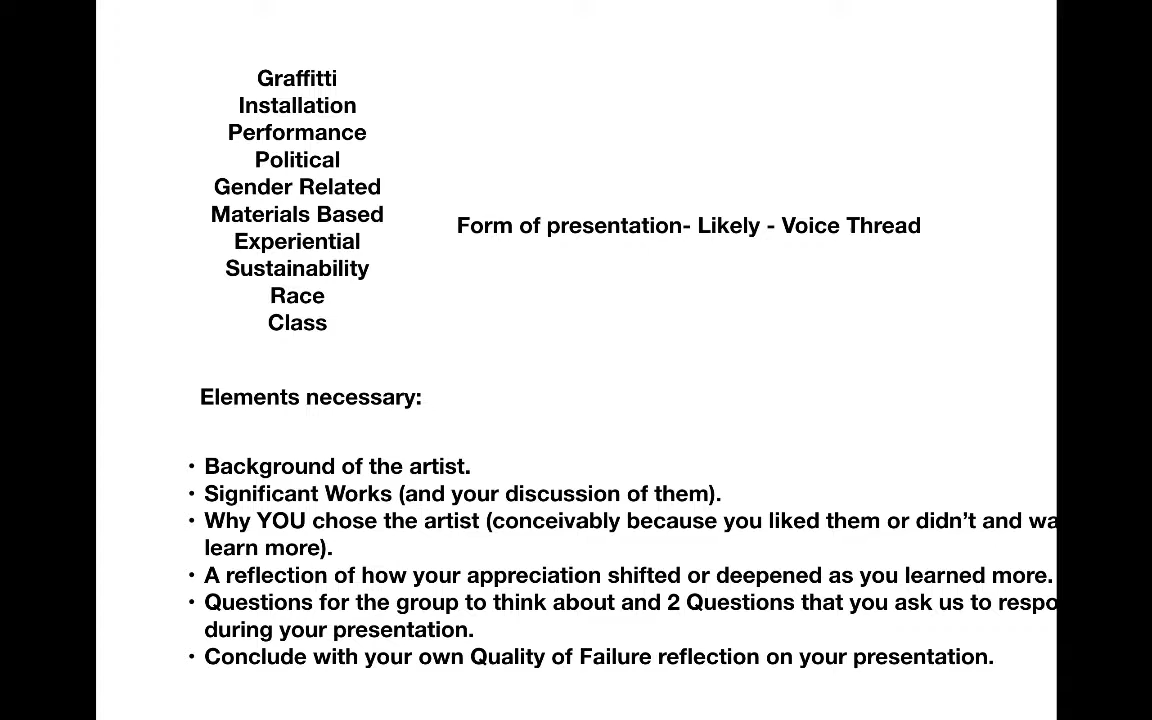 Graffitti
Installation
Performance
Political
Gender Related
Materials Based
Experiential
Sustainability
Race
Class
Form of presentation- Likely - Voice Thread
Elements necessary:
• Background of the artist.
• Significant Works (and your discussion of them).
• Why YOU chose the artist (conceivably because you liked them or didn’t and
learn more).
• A reflection of how your appreciation shifted or deepened as you learned more.
• Questions for the group to think about and 2 Questions that you ask us to
during your presentation.
• Conclude with your own Quality of Failure reflection on your presentation.